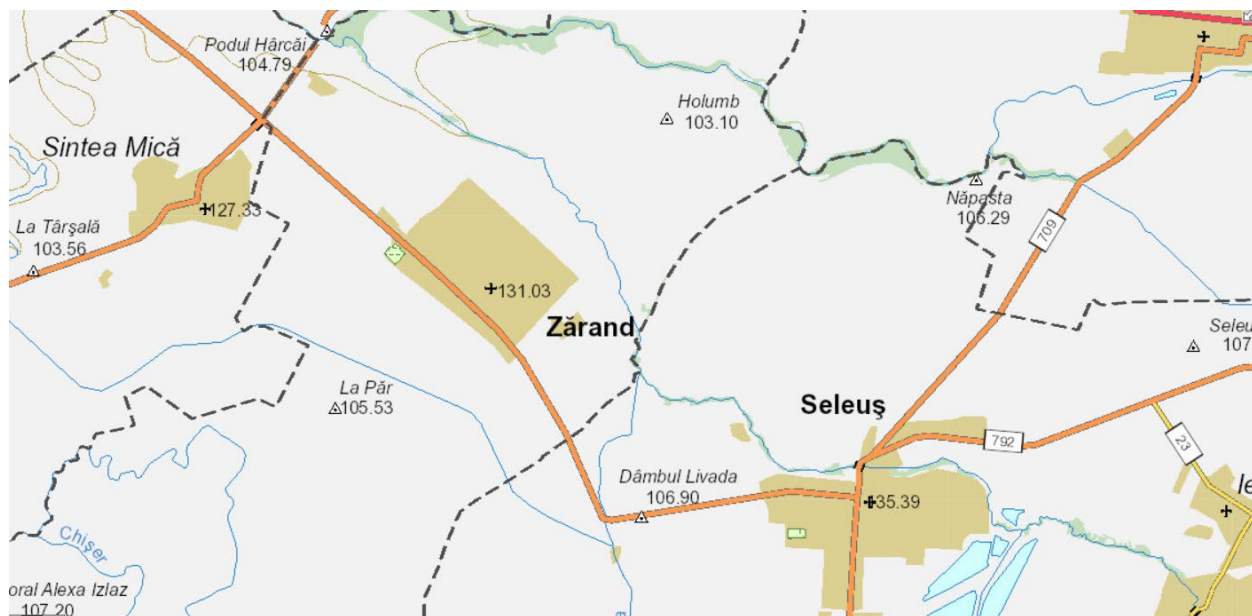 Podul Hârcăi
104.79
Holumb
103.10
Sintea Mică
127.33
La Târşală
103.56
Năpasta
106.29
709
131.03
Zărand
Seleu
107.
La Păr
105.53
Seleuş
792
23
Dâmbul Livada
106.90
35.39
Ie
Chişer
oral Alexa Izlaz
107.20